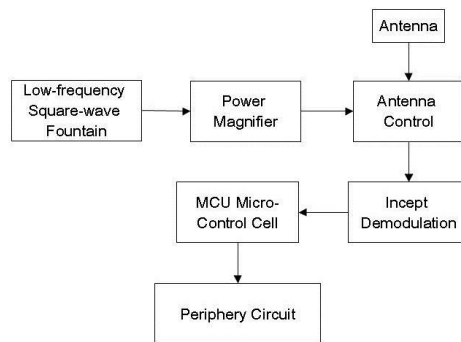 Antenna
Low-frequency
Square-wave
Fountain
Power
Magnifier
Antenna
Control
MCU Micro-
Control Cell
Incept
Demodulation
Periphery Circuit